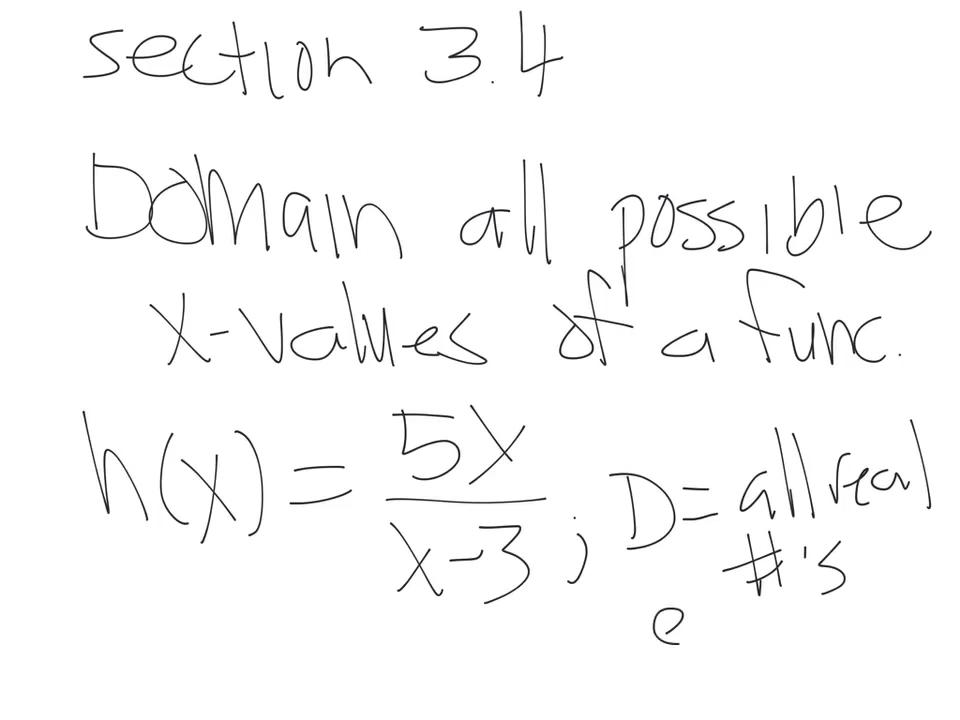 section 3.4
Domain all possible
x-values of a func.
h(x) = 5x / x-3 ; D = all real
#'s
e